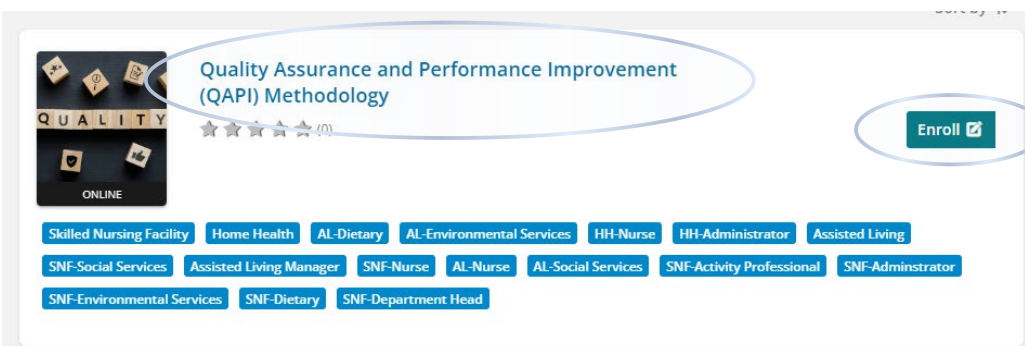 Sort by
Quality Assurance and Performance Improvement
(QAPI) Methodology
QUALITY
(0)
Enroll
ONLINE
Skilled Nursing Facility Home Health AL-Dietary AL-Environmental Services HH-Nurse HH-Administrator Assisted Living
SNF-Social Services Assisted Living Manager SNF-Nurse AL-Nurse AL-Social Services SNF-Activity Professional SNF-Adminstrator
SNF-Environmental Services SNF-Dietary SNF-Department Head